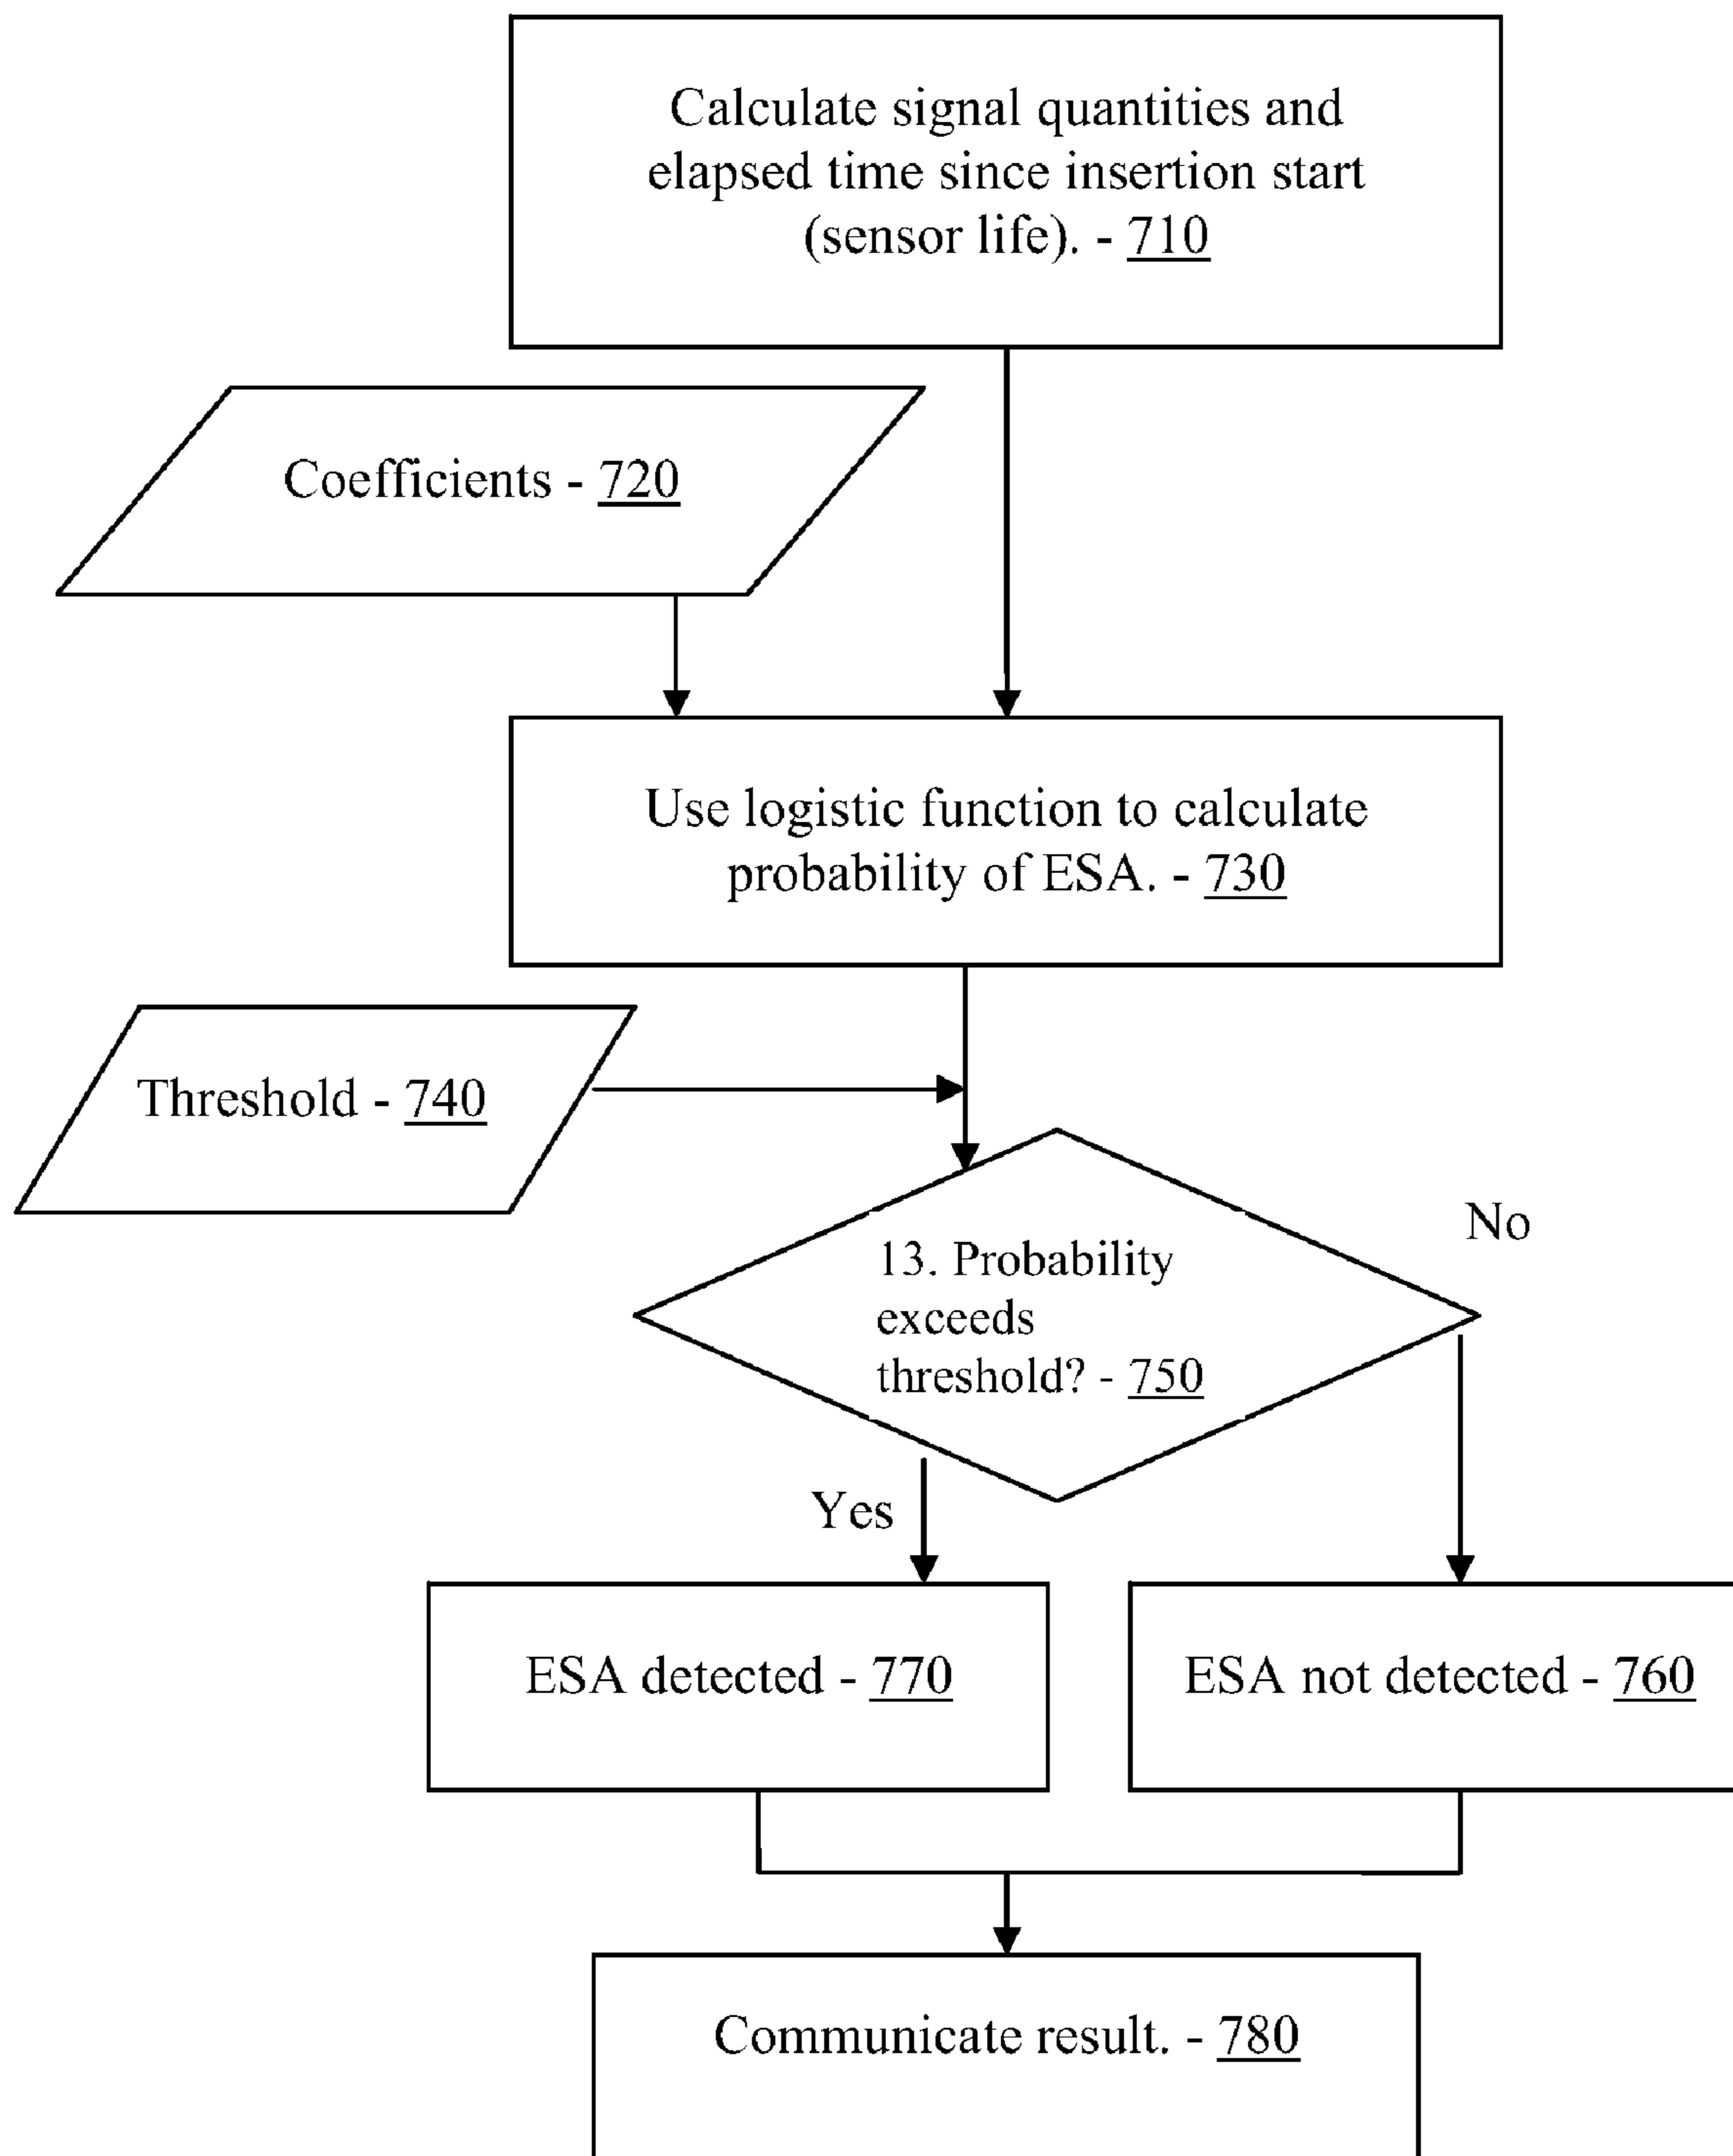 Calculate signal quantities and
elapsed time since insertion start
(sensor life). - 710
Coefficients - 720
Use logistic function to calculate
probability of ESA. - 730
Threshold - 740
13. Probability
exceeds
threshold? - 750
No
Yes
ESA detected - 770
ESA not detected - 760
Communicate result. - 780